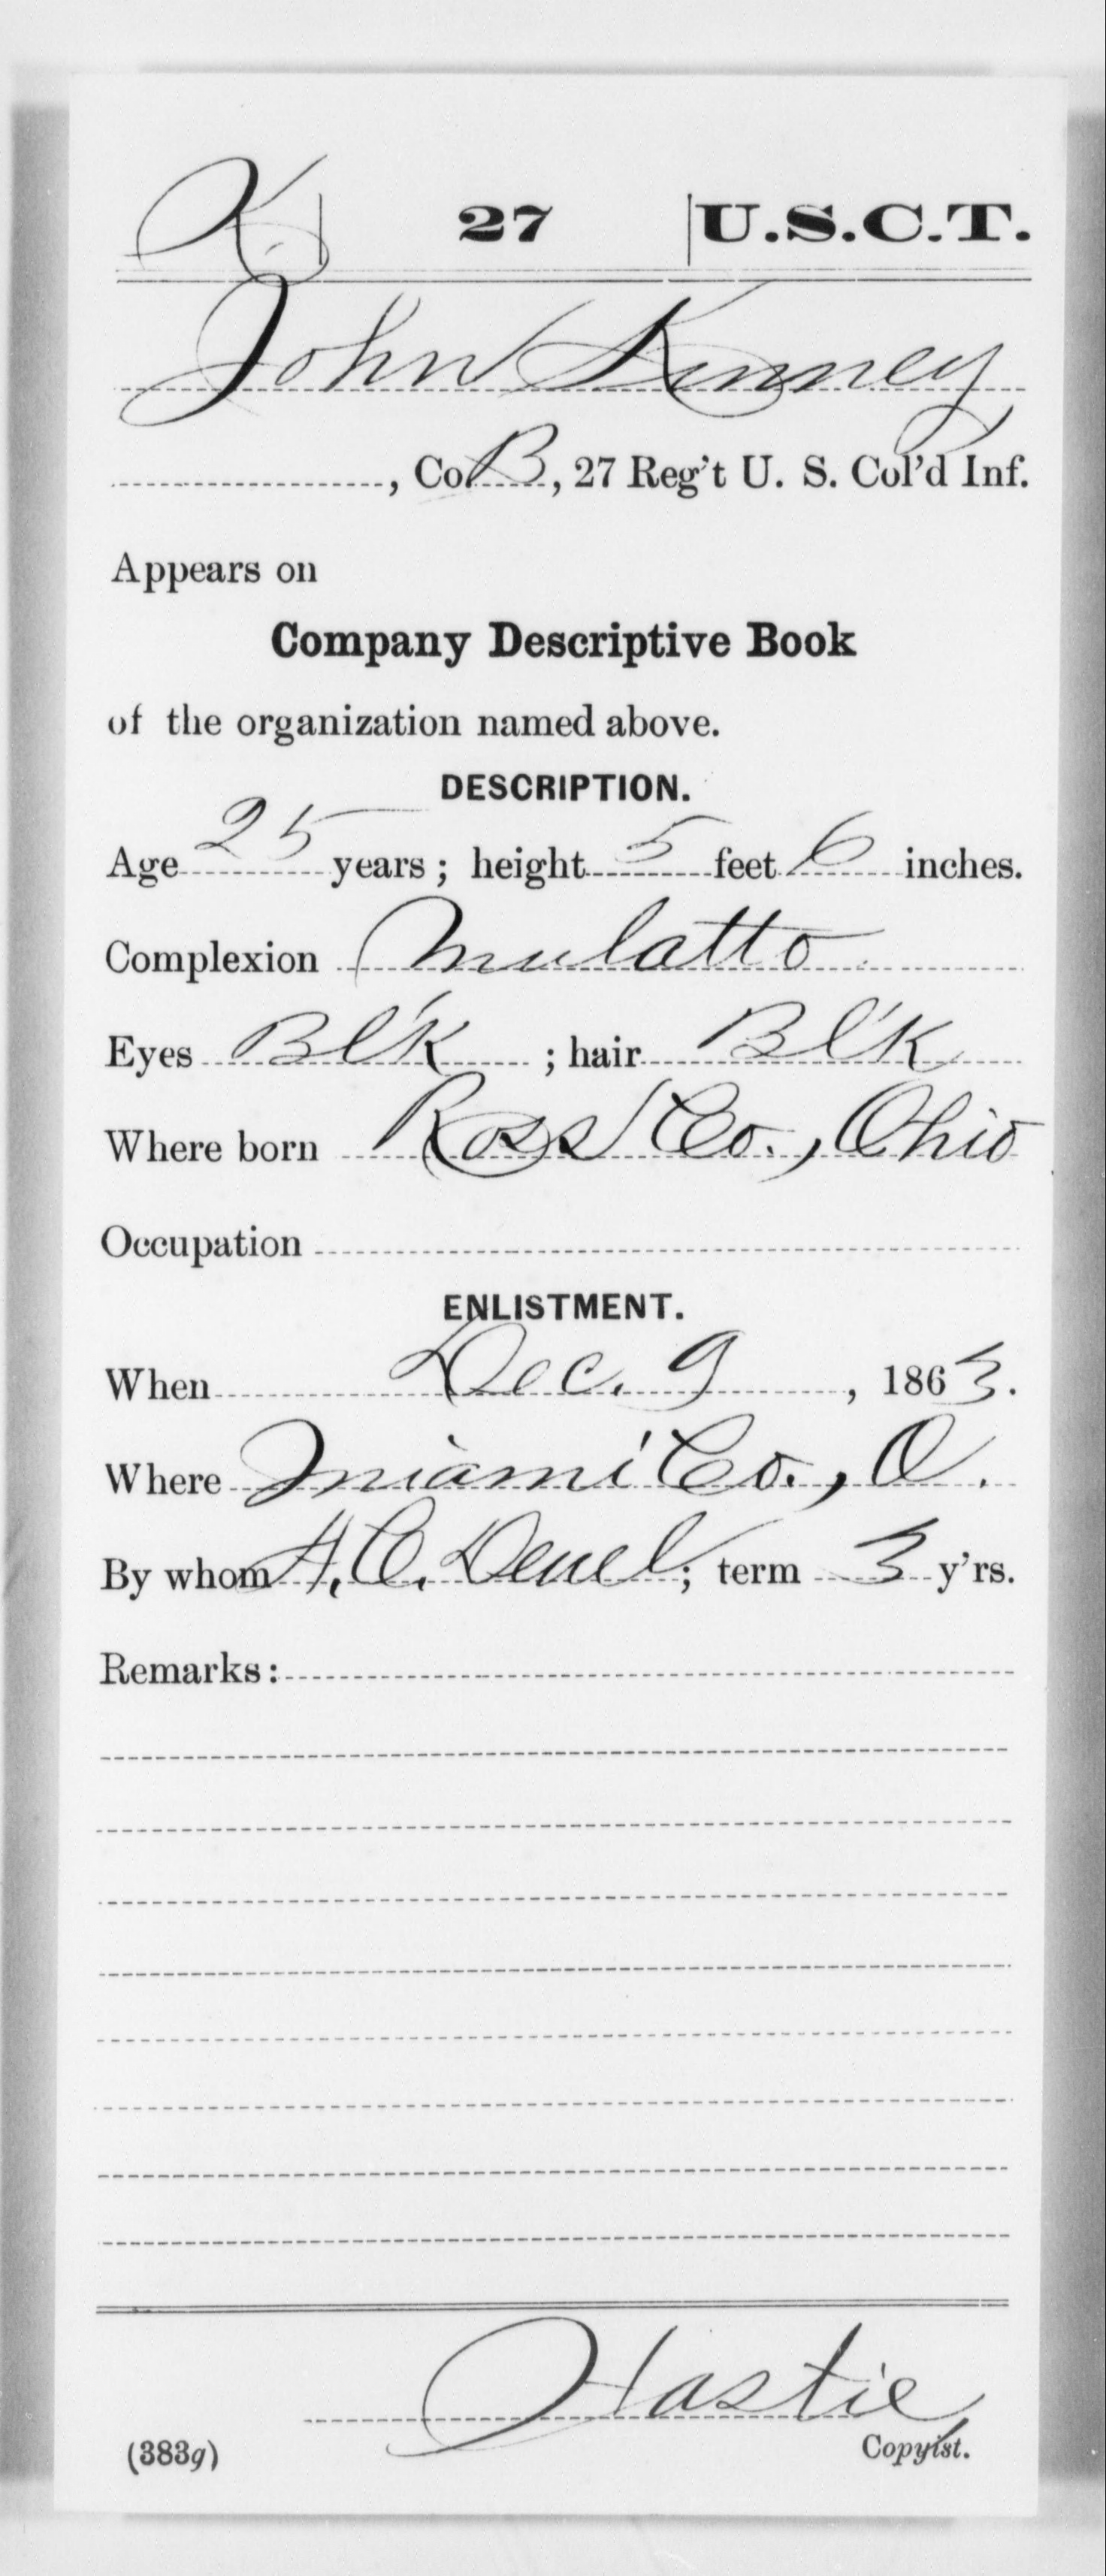 K. | 27 | U.S.C.T.
John Kinney
, Co. B, 27 Reg't U. S. Col'd Inf.
Appears on
Company Descriptive Book
of the organization named above.
DESCRIPTION.
Age 25 years; height 5 feet 6 inches.
Complexion Mulatto
Eyes Bl'k ; hair Bl'k
Where born Ross Co., Ohio
Occupation
ENLISTMENT.
When Dec. 9, 1863.
Where Miami Co., O.
By whom H. O. Deuel; term 3 y'rs.
Remarks:
Hastie
(383g) Copyist.